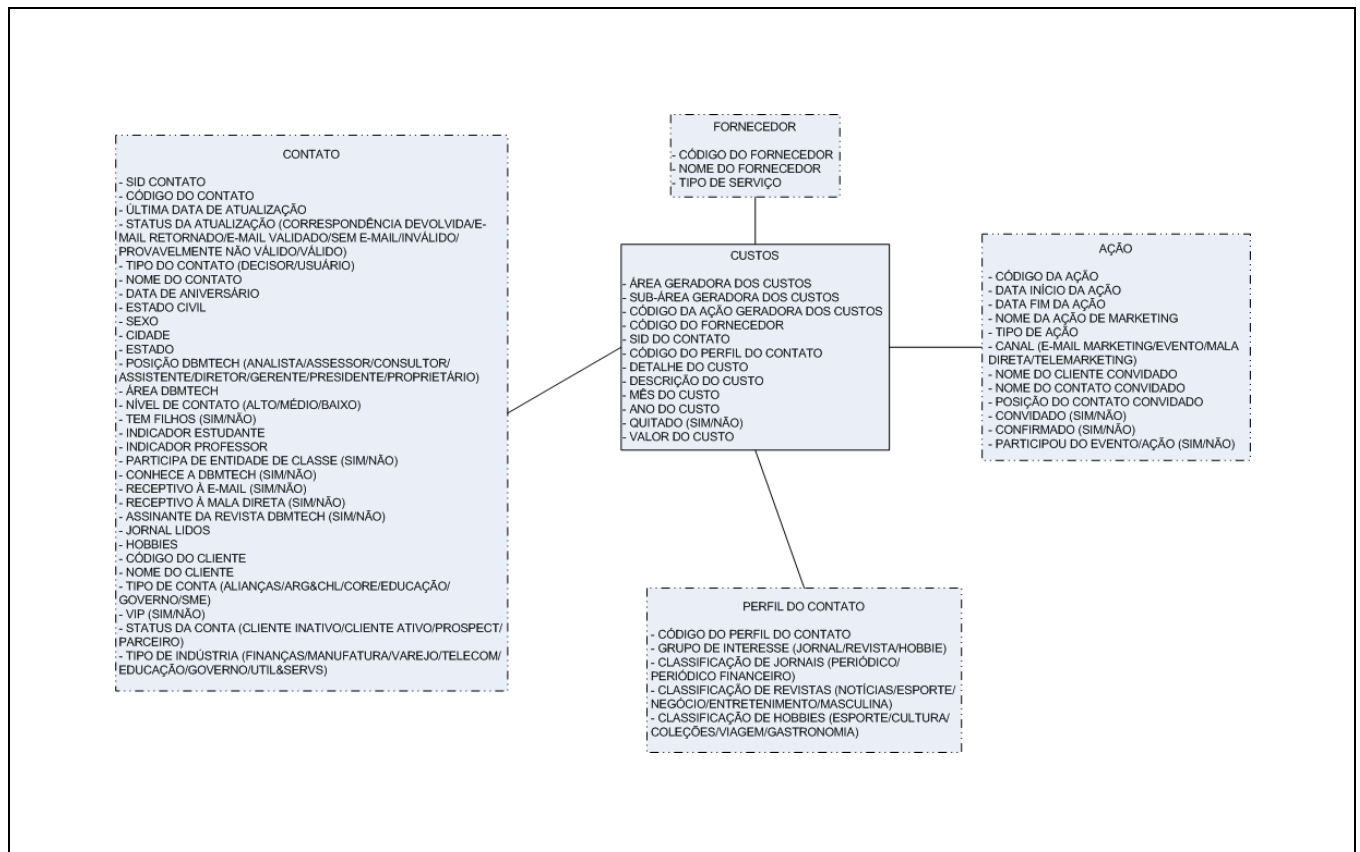 CONTATO
- SID CONTATO
- CÓDIGO DO CONTATO
- ÚLTIMA DATA DE ATUALIZAÇÃO
- STATUS DA ATUALIZAÇÃO (CORRESPONDÊNCIA DEVOLVIDA/E-
MAIL RETORNADO/E-MAIL VALIDADO/SEM E-MAIL/INVÁLIDO/
PROVAVELMENTE NÃO VÁLIDO/VÁLIDO)
- TIPO DO CONTATO (DECISOR/USUÁRIO)
- NOME DO CONTATO
- DATA DE ANIVERSÁRIO
- ESTADO CIVIL
- SEXO
- CIDADE
- ESTADO
- POSIÇÃO DBMTECH (ANALISTA/ASSESSOR/CONSULTOR/
ASSISTENTE/DIRETOR/GERENTE/PRESIDENTE/PROPRIETÁRIO)
- ÁREA DBMTECH
- NÍVEL DE CONTATO (ALTO/MÉDIO/BAIXO)
- TEM FILHOS (SIM/NÃO)
- INDICADOR ESTUDANTE
- INDICADOR PROFESSOR
- PARTICIPA DE ENTIDADE DE CLASSE (SIM/NÃO)
- CONHECE A DBMTECH (SIM/NÃO)
- RECEPTIVO À E-MAIL (SIM/NÃO)
- RECEPTIVO À MALA DIRETA (SIM/NÃO)
- ASSINANTE DA REVISTA DBMTECH (SIM/NÃO)
- JORNAL LIDOS
- HOBBIES
- CÓDIGO DO CLIENTE
- NOME DO CLIENTE
- TIPO DE CONTA (ALIANÇAS/ARG&CHL/CORE/EDUCAÇÃO/
GOVERNO/SME)
- VIP (SIM/NÃO)
- STATUS DA CONTA (CLIENTE INATIVO/CLIENTE ATIVO/PROSPECT/
PARCEIRO)
- TIPO DE INDÚSTRIA (FINANÇAS/MANUFATURA/VAREJO/TELECOM/
EDUCAÇÃO/GOVERNO/UTIL&SERVS)
FORNECEDOR
- CÓDIGO DO FORNECEDOR
- NOME DO FORNECEDOR
- TIPO DE SERVIÇO
CUSTOS
- ÁREA GERADORA DOS CUSTOS
- SUB-ÁREA GERADORA DOS CUSTOS
- CÓDIGO DA AÇÃO GERADORA DOS CUSTOS
- CÓDIGO DO FORNECEDOR
- SID DO CONTATO
- CÓDIGO DO PERFIL DO CONTATO
- DETALHE DO CUSTO
- DESCRIÇÃO DO CUSTO
- MÊS DO CUSTO
- ANO DO CUSTO
- QUITADO (SIM/NÃO)
- VALOR DO CUSTO
AÇÃO
- CÓDIGO DA AÇÃO
- DATA INÍCIO DA AÇÃO
- DATA FIM DA AÇÃO
- NOME DA AÇÃO DE MARKETING
- TIPO DE AÇÃO
- CANAL (E-MAIL MARKETING/EVENTO/MALA
DIRETA/TELEMARKETING)
- NOME DO CLIENTE CONVIDADO
- NOME DO CONTATO CONVIDADO
- POSIÇÃO DO CONTATO CONVIDADO
- CONVIDADO (SIM/NÃO)
- CONFIRMADO (SIM/NÃO)
- PARTICIPOU DO EVENTO/AÇÃO (SIM/NÃO)
PERFIL DO CONTATO
- CÓDIGO DO PERFIL DO CONTATO
- GRUPO DE INTERESSE (JORNAL/REVISTA/HOBBIE)
- CLASSIFICAÇÃO DE JORNAIS (PERIÓDICO/
PERIÓDICO FINANCEIRO)
- CLASSIFICAÇÃO DE REVISTAS (NOTÍCIAS/ESPORTE/
NEGÓCIO/ENTRETENIMENTO/MASCULINA)
- CLASSIFICAÇÃO DE HOBBIES (ESPORTE/CULTURA/
COLEÇÕES/VIAGEM/GASTRONOMIA)